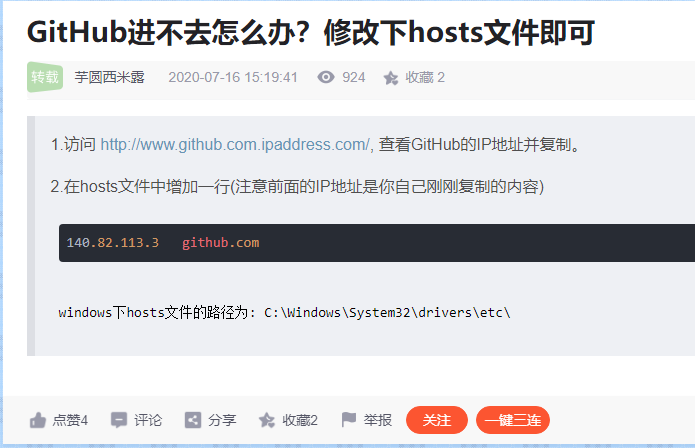 GitHub进不去怎么办？修改下hosts文件即可
转载 芋圆西米露 2020-07-16 15:19:41 924 收藏 2
1.访问 http://www.github.com.ipaddress.com/, 查看GitHub的IP地址并复制。
2.在hosts文件中增加一行(注意前面的IP地址是你自己刚刚复制的内容)
140.82.113.3 github.com
windows下hosts文件的路径为: C:\Windows\System32\drivers\etc\
点赞4 评论 分享 收藏2 举报 关注 一键三连